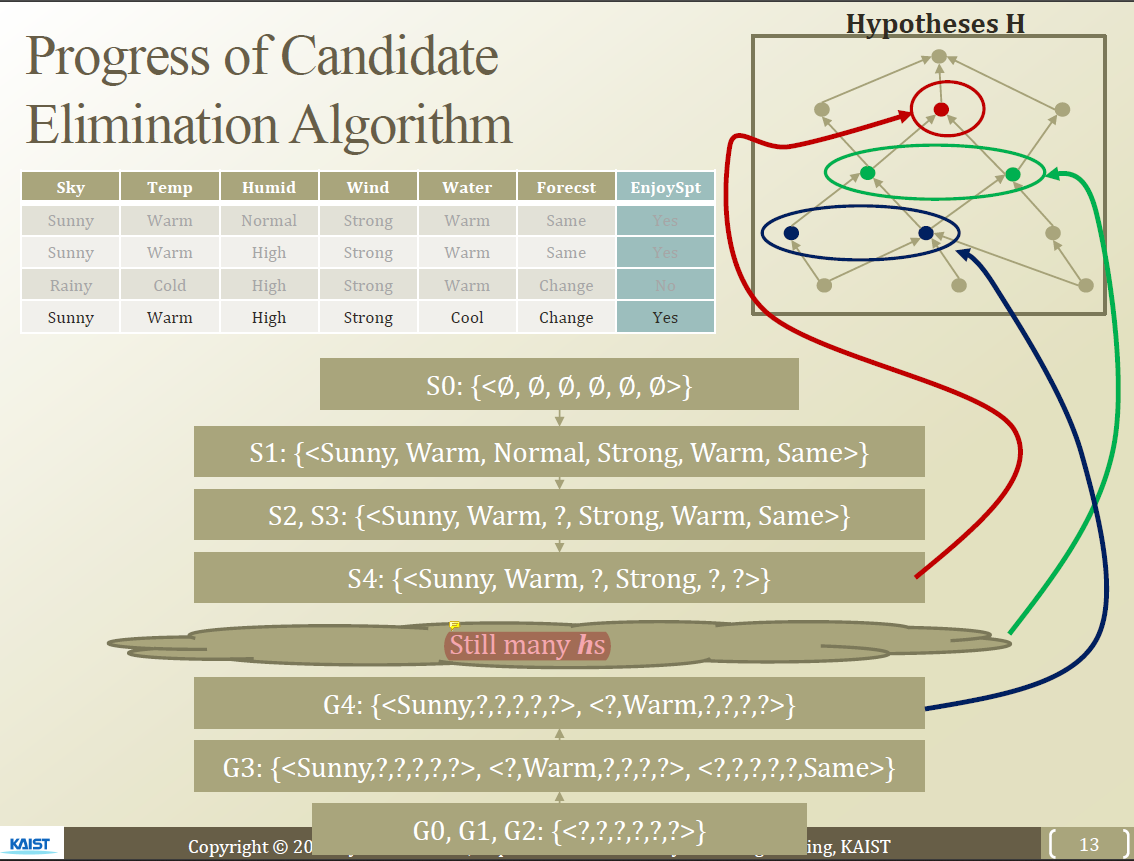 Hypotheses H
Progress of Candidate
Elimination Algorithm
Sky Temp Humid Wind Water Forecst EnjoySpt
Sunny Warm Normal Strong Warm Same Yes
Sunny Warm High Strong Warm Same Yes
Rainy Cold High Strong Warm Change No
Sunny Warm High Strong Cool Change Yes
S0: {<∅, ∅, ∅, ∅, ∅, ∅>}
S1: {<Sunny, Warm, Normal, Strong, Warm, Same>}
S2, S3: {<Sunny, Warm, ?, Strong, Warm, Same>}
S4: {<Sunny, Warm, ?, Strong, ?, ?>}
Still many hs
G4: {<Sunny,?,?,?,?,?>, <?,Warm,?,?,?,?>}
G3: {<Sunny,?,?,?,?,?>, <?,Warm,?,?,?,?>, <?,?,?,?,?,Same>}
G0, G1, G2: {<?,?,?,?,?,?>}
KAIST
Copyright © KAIST
13